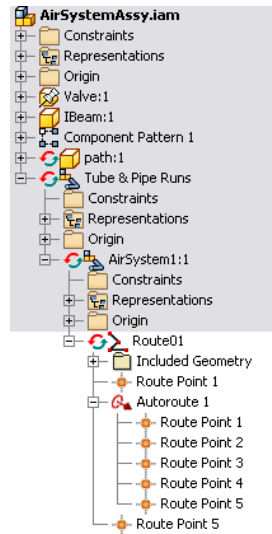 AirSystemAssy.iam
Constraints
Representations
Origin
Valve:1
IBeam:1
Component Pattern 1
path:1
Tube & Pipe Runs
Constraints
Representations
Origin
AirSystem1:1
Constraints
Representations
Origin
Route01
Included Geometry
Route Point 1
Autoroute 1
Route Point 1
Route Point 2
Route Point 3
Route Point 4
Route Point 5
Route Point 5